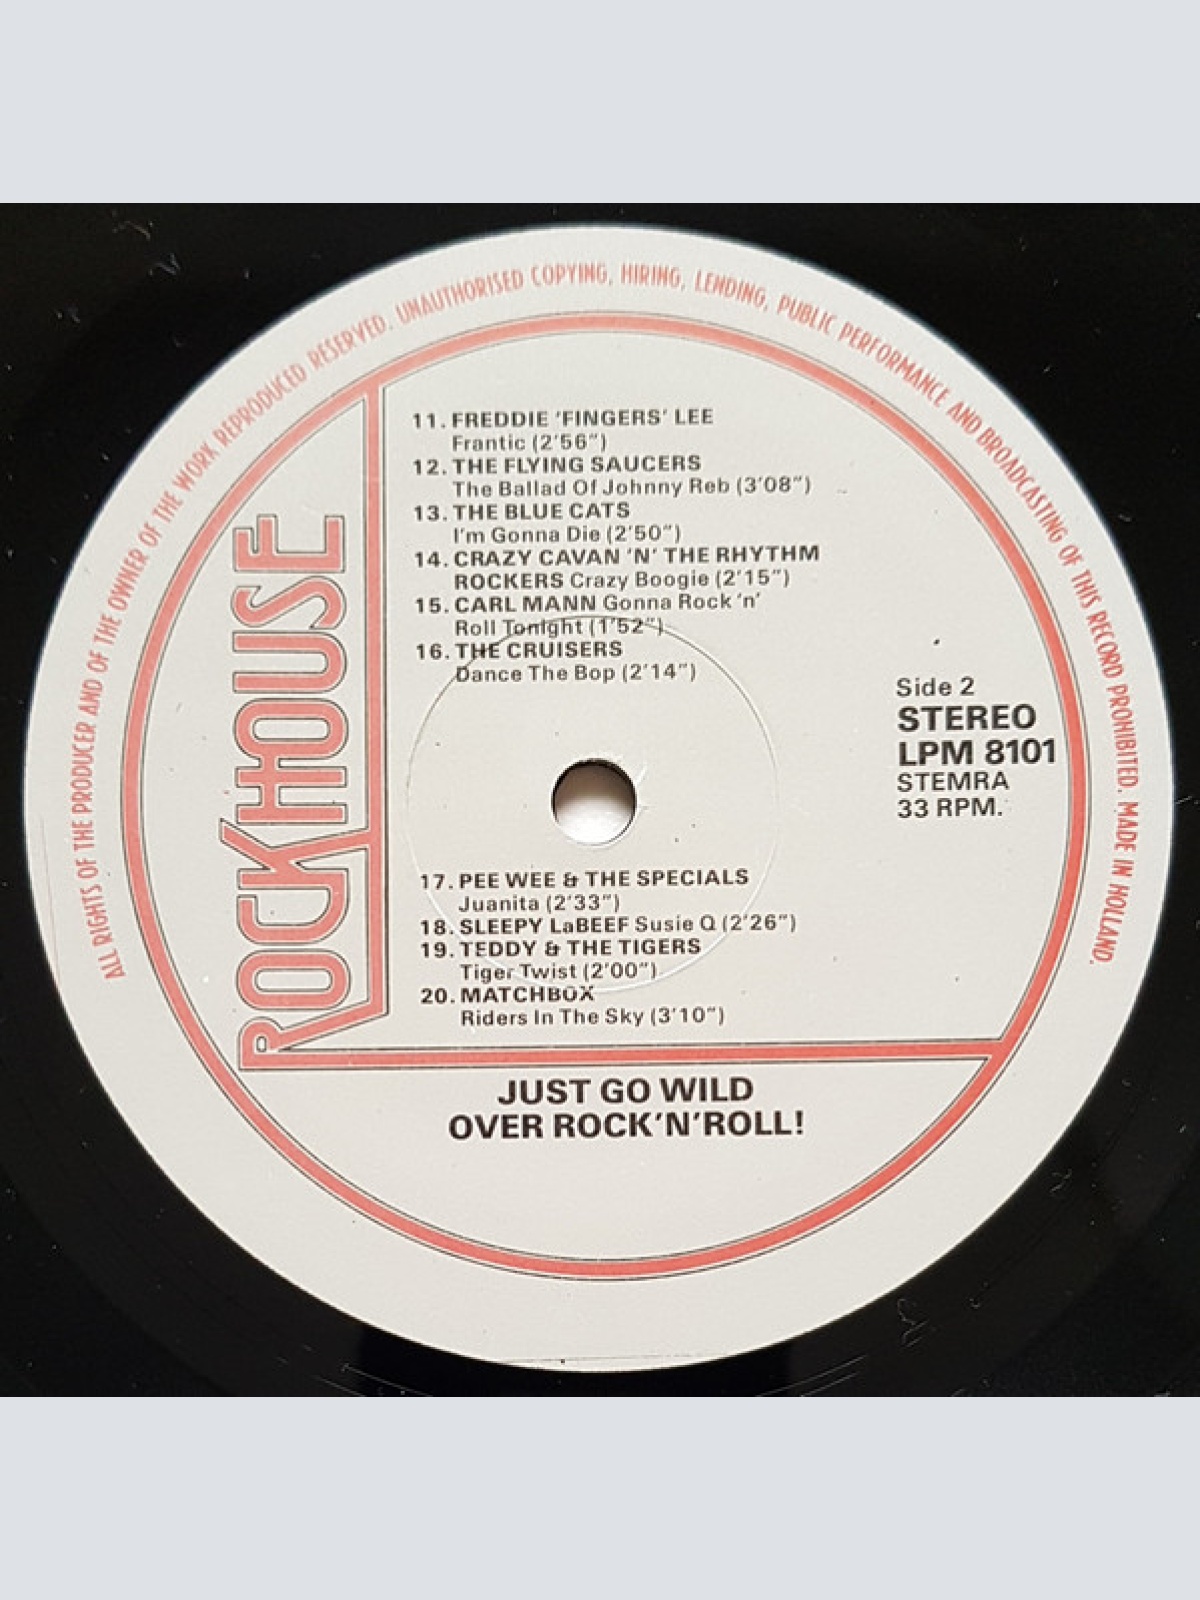 ALL RIGHTS OF THE PRODUCER AND OF THE OWNER OF THE WORK REPRODUCED RESERVED. UNAUTHORISED COPYING, HIRING, LENDING, PUBLIC PERFORMANCE AND BROADCASTING OF THIS RECORD PROHIBITED. MADE IN HOLLAND.
ROCKHOUSE
11. FREDDIE 'FINGERS' LEE
Frantic (2'56")
12. THE FLYING SAUCERS
The Ballad Of Johnny Reb (3'08")
13. THE BLUE CATS
I'm Gonna Die (2'50")
14. CRAZY CAVAN 'N' THE RHYTHM
ROCKERS Crazy Boogie (2'15")
15. CARL MANN Gonna Rock 'n'
Roll Tonight (1'52")
16. THE CRUISERS
Dance The Bop (2'14")
Side 2
STEREO
LPM 8101
STEMRA
33 RPM.
17. PEE WEE & THE SPECIALS
Juanita (2'33")
18. SLEEPY LaBEEF Susie Q (2'26")
19. TEDDY & THE TIGERS
Tiger Twist (2'00")
20. MATCHBOX
Riders In The Sky (3'10")
JUST GO WILD
OVER ROCK'N'ROLL!